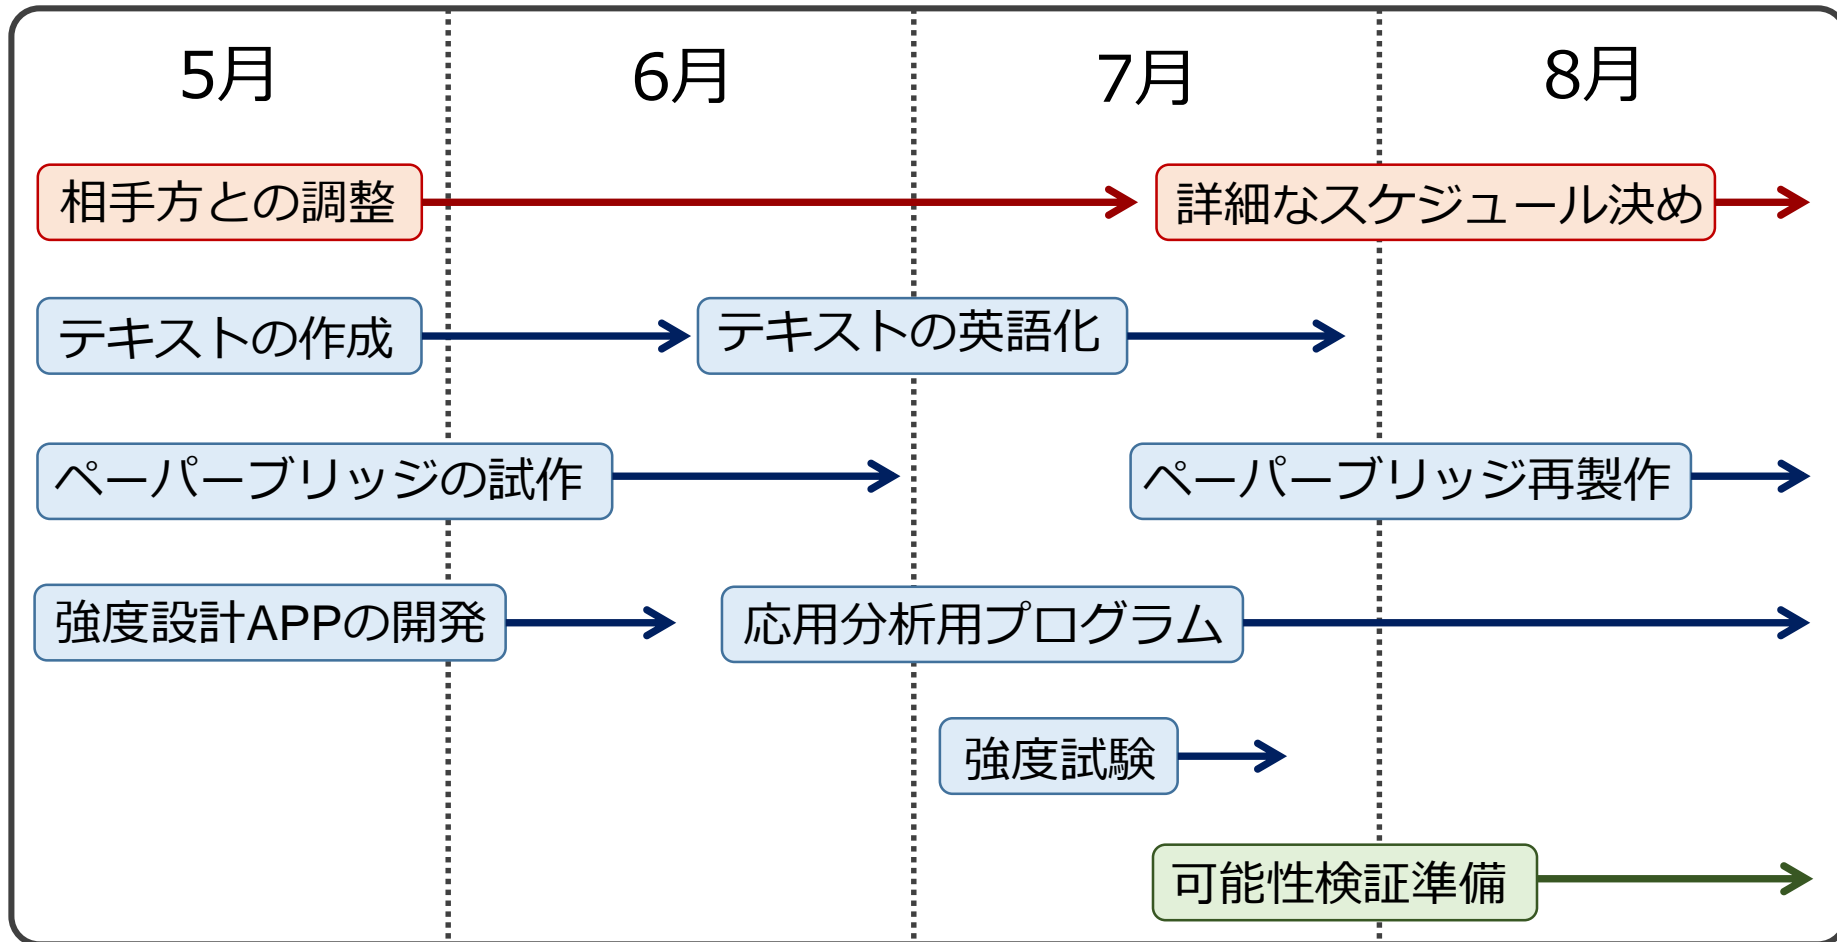 5月
6月
7月
8月
相手方との調整
詳細なスケジュール決め
テキストの作成
テキストの英語化
ペーパーブリッジの試作
ペーパーブリッジ再製作
強度設計APPの開発
応用分析用プログラム
強度試験
可能性検証準備